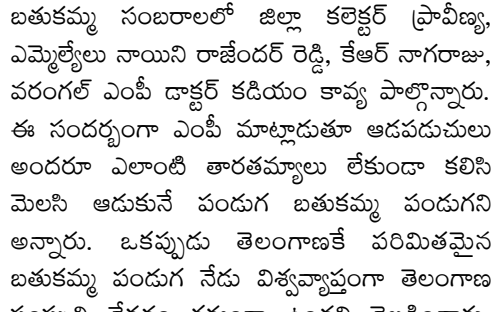 బతుకమ్మ సంబరాలలో జిల్లా కలెక్టర్ ప్రావీణ్య,
ఎమ్మెల్యేలు నాయిని రాజేందర్ రెడ్డి, కేఆర్ నాగరాజు,
వరంగల్ ఎంపీ డాక్టర్ కడియం కావ్య పాల్గొన్నారు.
ఈ సందర్భంగా ఎంపీ మాట్లాడుతూ ఆడపడుచులు
అందరూ ఎలాంటి తారతమ్యాలు లేకుండా కలిసి
మెలసి ఆడుకునే పండుగ బతుకమ్మ పండుగని
అన్నారు. ఒకప్పుడు తెలంగాణకే పరిమితమైన
బతుకమ్మ పండుగ నేడు విశ్వవ్యాప్తంగా తెలంగాణ